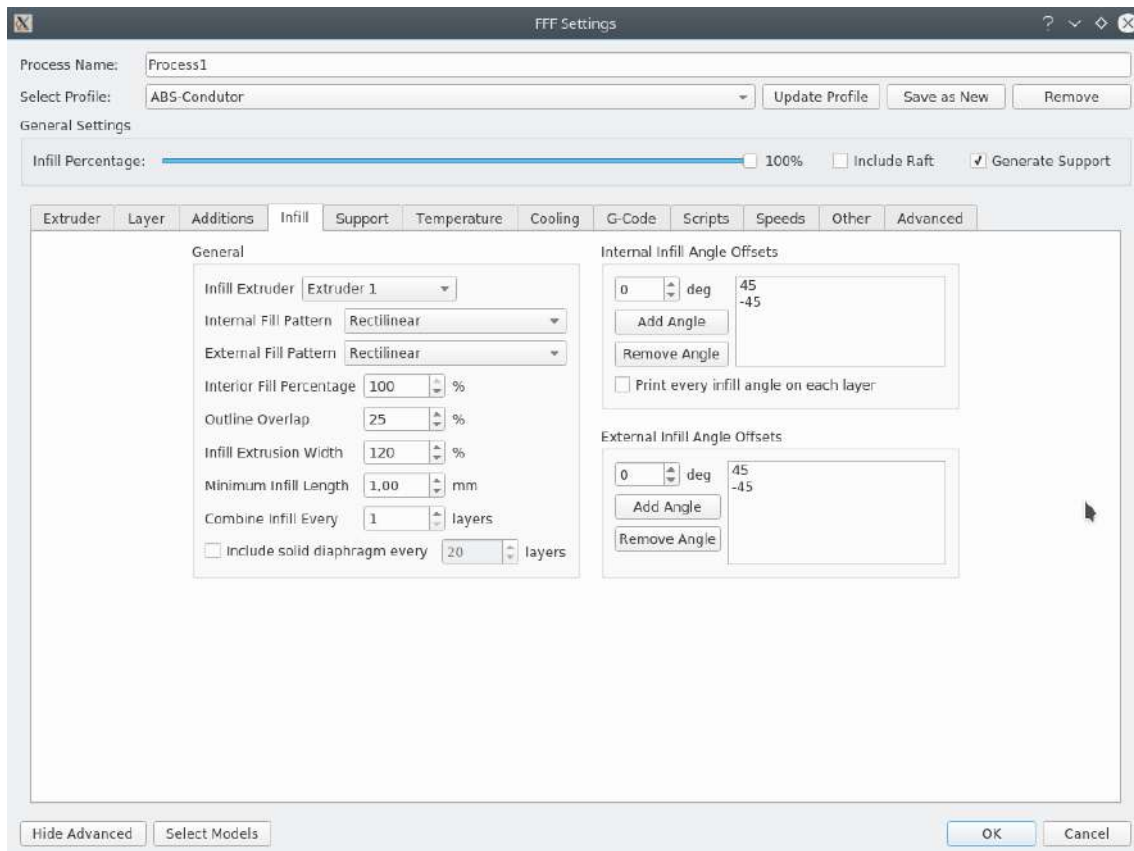 FFF Settings
Process Name: Process1
Select Profile: ABS-Condutor Update Profile Save as New Remove
General Settings
Infill Percentage: 100% Include Raft Generate Support
Extruder Layer Additions Infill Support Temperature Cooling G-Code Scripts Speeds Other Advanced
General
Infill Extruder Extruder 1
Internal Fill Pattern Rectilinear
External Fill Pattern Rectilinear
Interior Fill Percentage 100 %
Outline Overlap 25 %
Infill Extrusion Width 120 %
Minimum Infill Length 1,00 mm
Combine Infill Every 1 layers
Include solid diaphragm every 20 layers
Internal Infill Angle Offsets
0 deg
Add Angle
Remove Angle
45
-45
Print every infill angle on each layer
External Infill Angle Offsets
0 deg
Add Angle
Remove Angle
45
-45
Hide Advanced Select Models OK Cancel